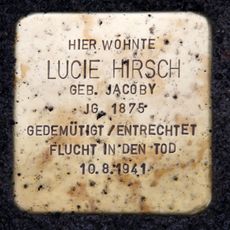 HIER WOHNTE
LUCIE HIRSCH
GEB. JACOBY
JG. 1875
GEDEMÜTIGT/ENTRECHTET
FLUCHT IN DEN TOD
10.8.1941